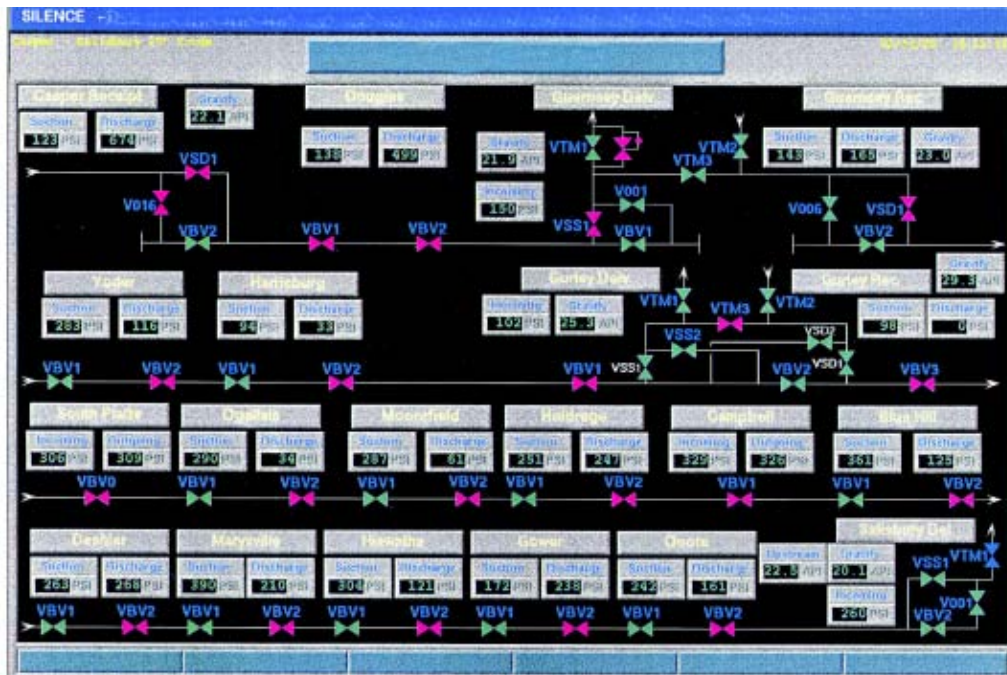 SILENCE
Casper - Salisbury 20" Crude
Casper Receipt
Suction 123 PSI
Discharge 674 PSI
Gravity 22.1 API
Douglas
Suction 138 PSI
Discharge 499 PSI
Guernsey Delv
Gravity 21.9 API
Incoming 150 PSI
Guernsey Rec
Suction 143 PSI
Discharge 165 PSI
Gravity 23.0 API
VSD1
V016
VBV2
VBV1
VBV2
VTM1
VTM3
VTM2
V001
VSS1
VBV1
V006
VSD1
VBV2
Yoder
Suction 283 PSI
Discharge 116 PSI
Harrisburg
Suction 94 PSI
Discharge 33 PSI
Gurley Delv
Incoming 102 PSI
Gravity 25.3 API
Gurley Rec
Gravity 29.3 API
Suction 98 PSI
Discharge 0 PSI
VTM1
VTM3
VTM2
VSS2
VSD2
VSS1
VSD1
VBV1
VBV2
VBV1
VBV2
VBV1
VBV2
VBV3
South Platte
Incoming 306 PSI
Outgoing 309 PSI
Ogallala
Suction 290 PSI
Discharge 34 PSI
Moorefield
Suction 287 PSI
Discharge 61 PSI
Holdrege
Suction 251 PSI
Discharge 247 PSI
Campbell
Incoming 329 PSI
Outgoing 326 PSI
Blue Hill
Suction 361 PSI
Discharge 125 PSI
VBV0
VBV1
VBV2
VBV1
VBV2
VBV1
VBV2
VBV1
VBV1
VBV2
Deshler
Suction 263 PSI
Discharge 268 PSI
Marysville
Suction 390 PSI
Discharge 210 PSI
Hiawatha
Suction 304 PSI
Discharge 121 PSI
Gower
Suction 172 PSI
Discharge 238 PSI
Suction 242 PSI
Discharge 161 PSI
Salisbury Del
Upstream 22.8 API
Gravity 20.1 API
Incoming 260 PSI
VTM1
VSS1
V001
VBV2
VBV1
VBV2
VBV1
VBV2
VBV1
VBV2
VBV1
VBV2
VBV1
VBV2